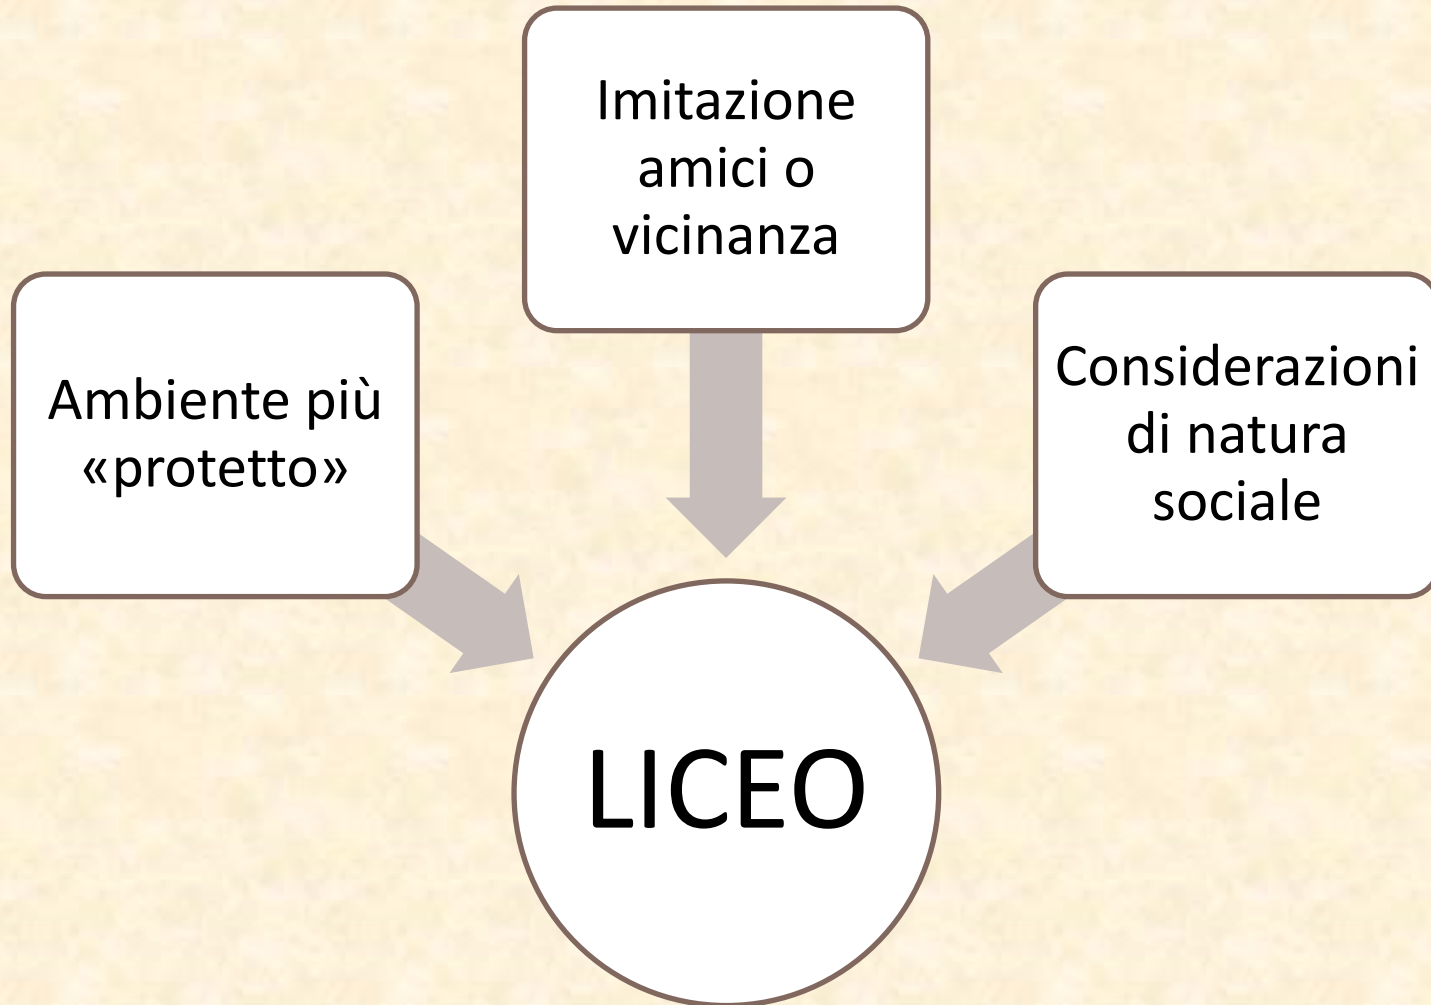 Imitazione
amici o
vicinanza
Ambiente più
«protetto»
Considerazioni
di natura
sociale
LICEO